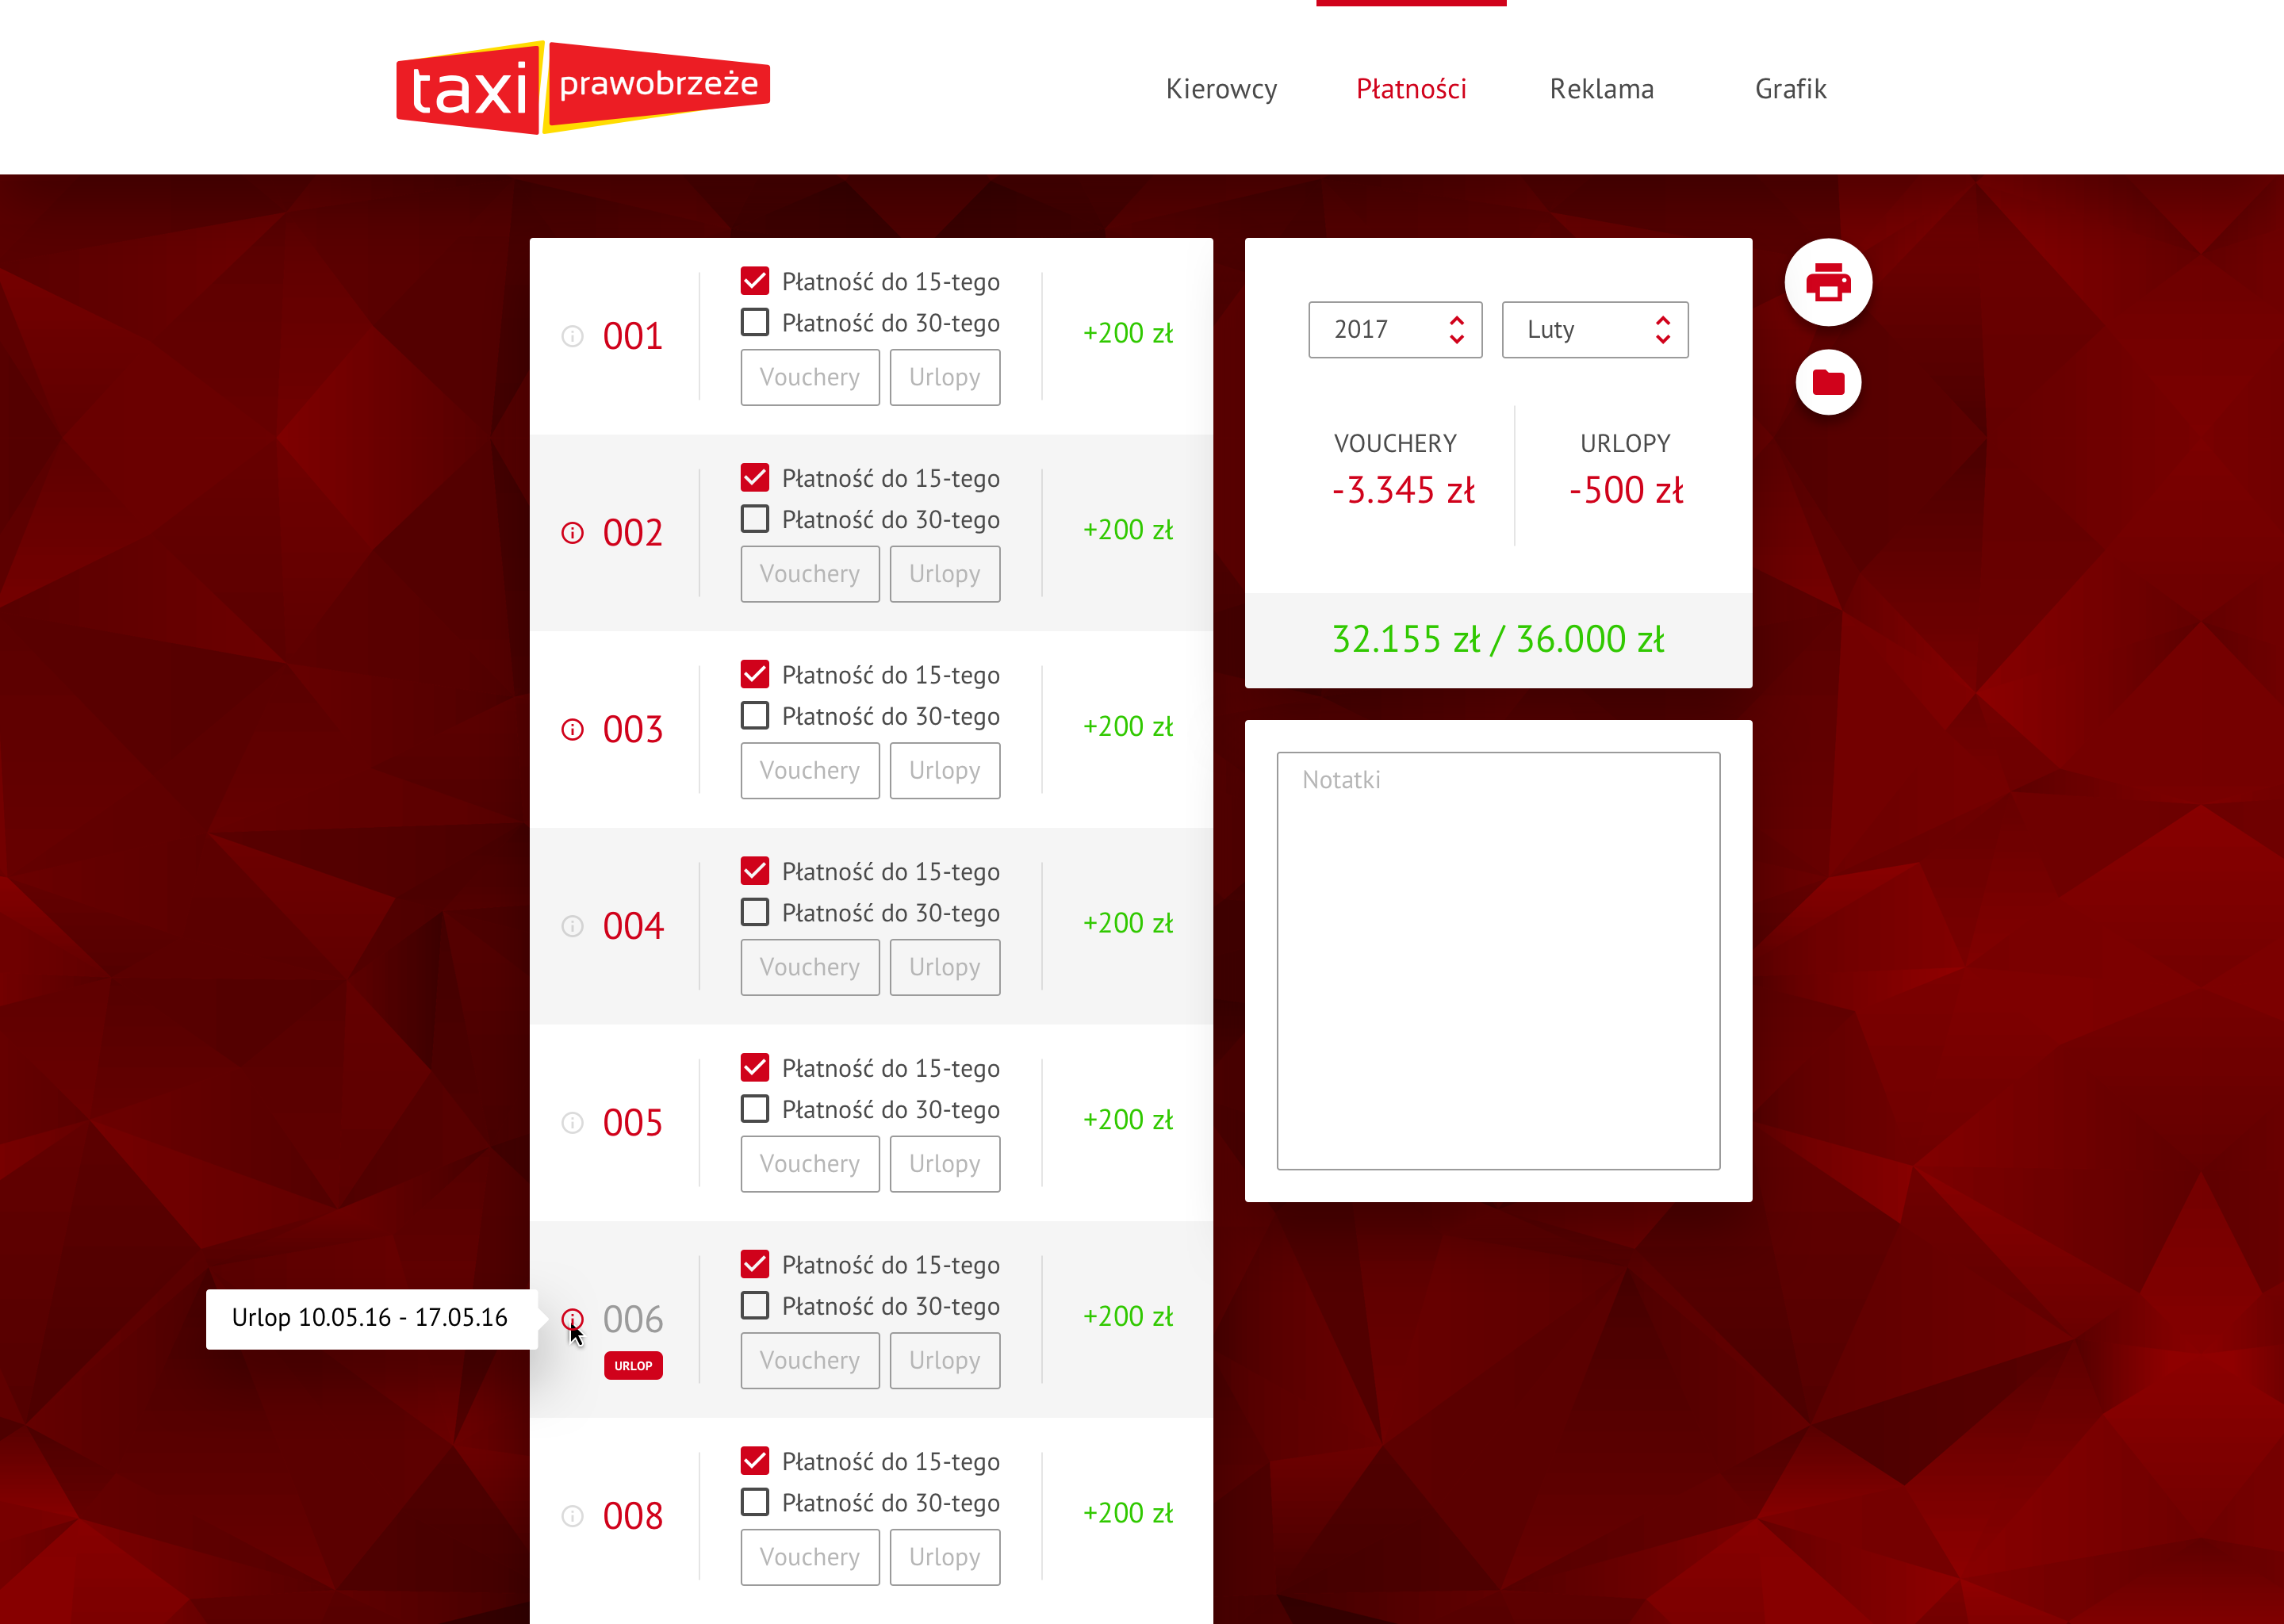 taxi prawobrzeże
Kierowcy Płatności Reklama Grafik
001
Płatność do 15-tego
Płatność do 30-tego
Vouchery Urlopy
+200 zł
002
Płatność do 15-tego
Płatność do 30-tego
Vouchery Urlopy
+200 zł
003
Płatność do 15-tego
Płatność do 30-tego
Vouchery Urlopy
+200 zł
004
Płatność do 15-tego
Płatność do 30-tego
Vouchery Urlopy
+200 zł
005
Płatność do 15-tego
Płatność do 30-tego
Vouchery Urlopy
+200 zł
Urlop 10.05.16 - 17.05.16
006
URLOP
Płatność do 15-tego
Płatność do 30-tego
Vouchery Urlopy
+200 zł
008
Płatność do 15-tego
Płatność do 30-tego
Vouchery Urlopy
+200 zł
2017 Luty
VOUCHERY URLOPY
-3.345 zł -500 zł
32.155 zł / 36.000 zł
Notatki